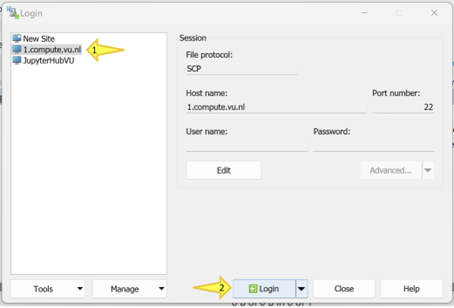 Login
New Site
1.compute.vu.nl
1
JupyterHubVU
Session
File protocol:
SCP
Host name:
Port number:
1.compute.vu.nl
22
User name:
Password:
Edit
Advanced...
2
Tools
Manage
Login
Close
Help